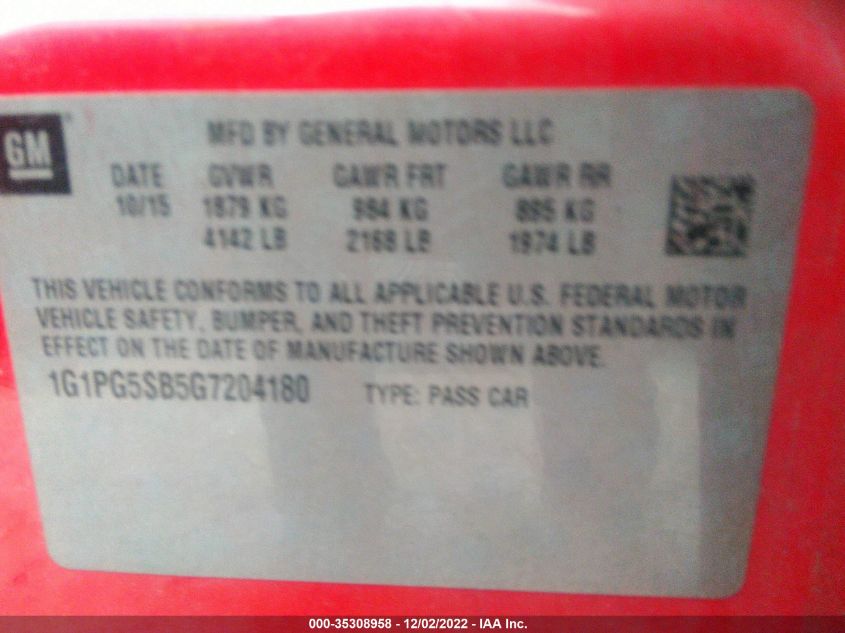 GM
MFD BY GENERAL MOTORS LLC
DATE GVWR GAWR FRT GAWR RR
10/15 1879 KG 984 KG 895 KG
4142 LB 2168 LB 1974 LB
THIS VEHICLE CONFORMS TO ALL APPLICABLE U.S. FEDERAL MOTOR
VEHICLE SAFETY, BUMPER, AND THEFT PREVENTION STANDARDS IN
EFFECT ON THE DATE OF MANUFACTURE SHOWN ABOVE.
1G1PG5SB5G7204180 TYPE: PASS CAR
000-35308958 - 12/02/2022 - IAA Inc.